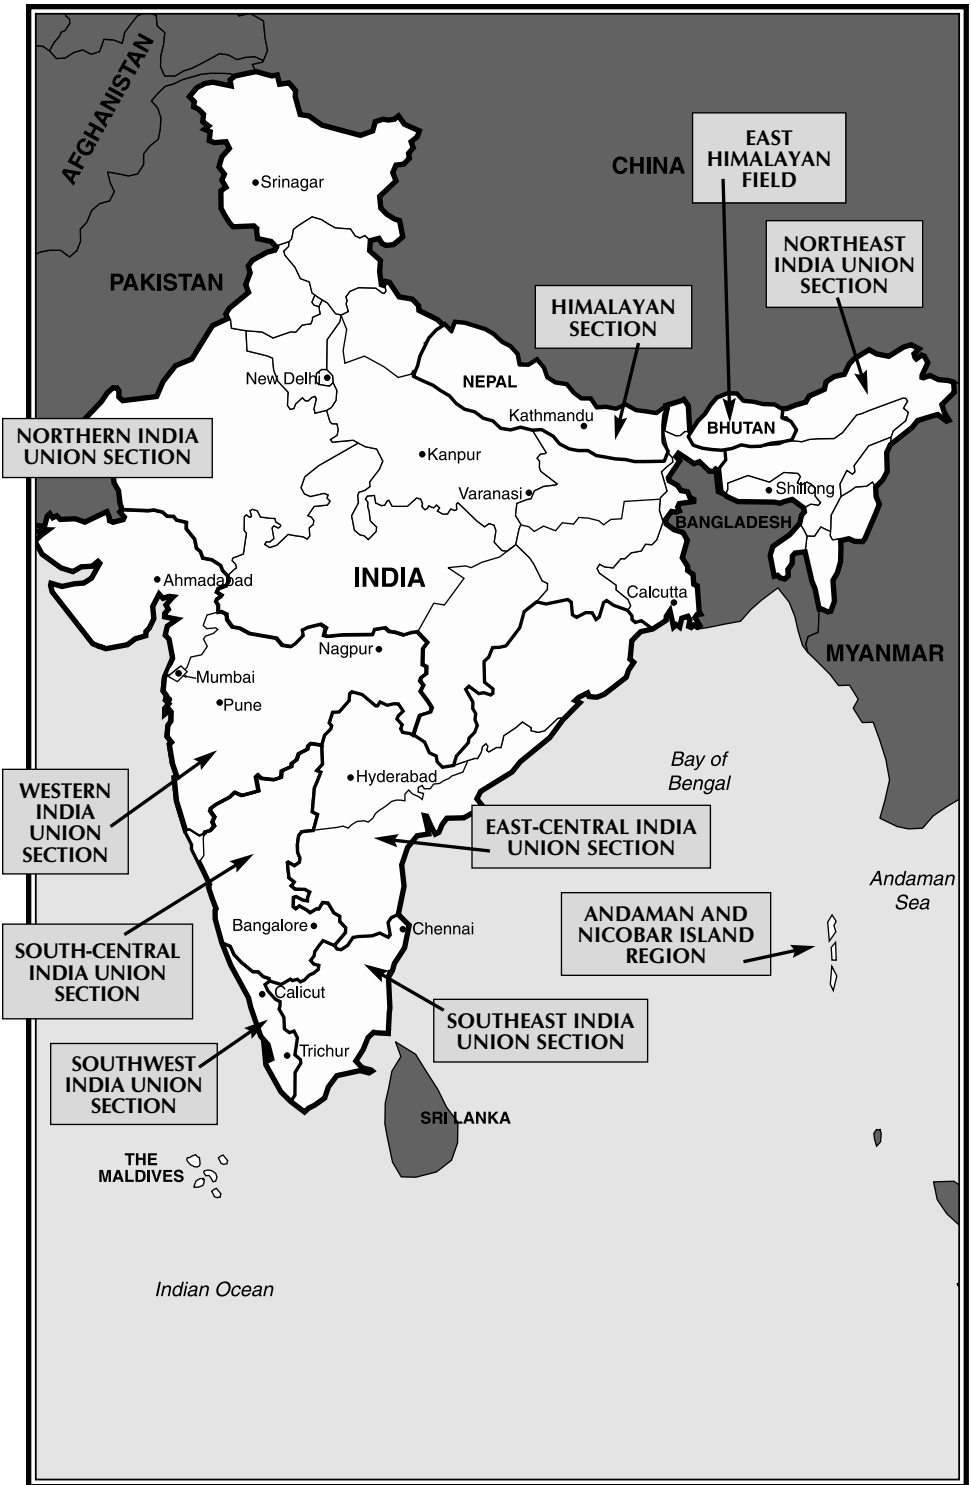 AFGHANISTAN
Srinagar
CHINA
EAST
HIMALAYAN
FIELD
NORTHEAST
INDIA UNION
SECTION
PAKISTAN
HIMALAYAN
SECTION
New Delhi
NEPAL
Kathmandu
BHUTAN
NORTHERN INDIA
UNION SECTION
Kanpur
Varanasi
Shillong
BANGLADESH
Ahmadabad
INDIA
Calcutta
Nagpur
MYANMAR
Mumbai
Pune
Bay of
Bengal
Hyderabad
WESTERN
INDIA
UNION
SECTION
EAST-CENTRAL INDIA
UNION SECTION
Andaman
Sea
ANDAMAN AND
NICOBAR ISLAND
REGION
Bangalore
Chennai
SOUTH-CENTRAL
INDIA UNION
SECTION
Calicut
SOUTHEAST INDIA
UNION SECTION
Trichur
SOUTHWEST
INDIA UNION
SECTION
SRI LANKA
THE
MALDIVES
Indian Ocean